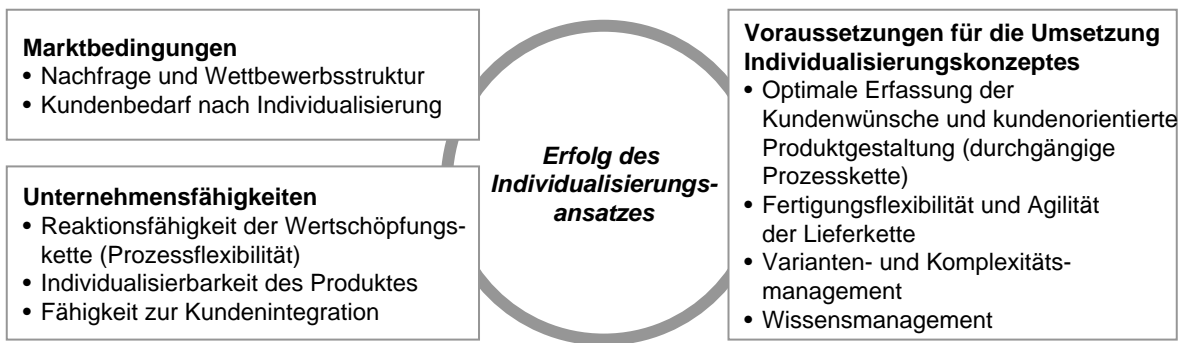 Marktbedingungen
• Nachfrage und Wettbewerbsstruktur
• Kundenbedarf nach Individualisierung
Unternehmensfähigkeiten
• Reaktionsfähigkeit der Wertschöpfungs-
kette (Prozessflexibilität)
• Individualisierbarkeit des Produktes
• Fähigkeit zur Kundenintegration
Erfolg des
Individualisierungs-
ansatzes
Voraussetzungen für die Umsetzung
Individualisierungskonzeptes
• Optimale Erfassung der
Kundenwünsche und kundenorientierte
Produktgestaltung (durchgängige
Prozesskette)
• Fertigungsflexibilität und Agilität
der Lieferkette
• Varianten- und Komplexitäts-
management
• Wissensmanagement